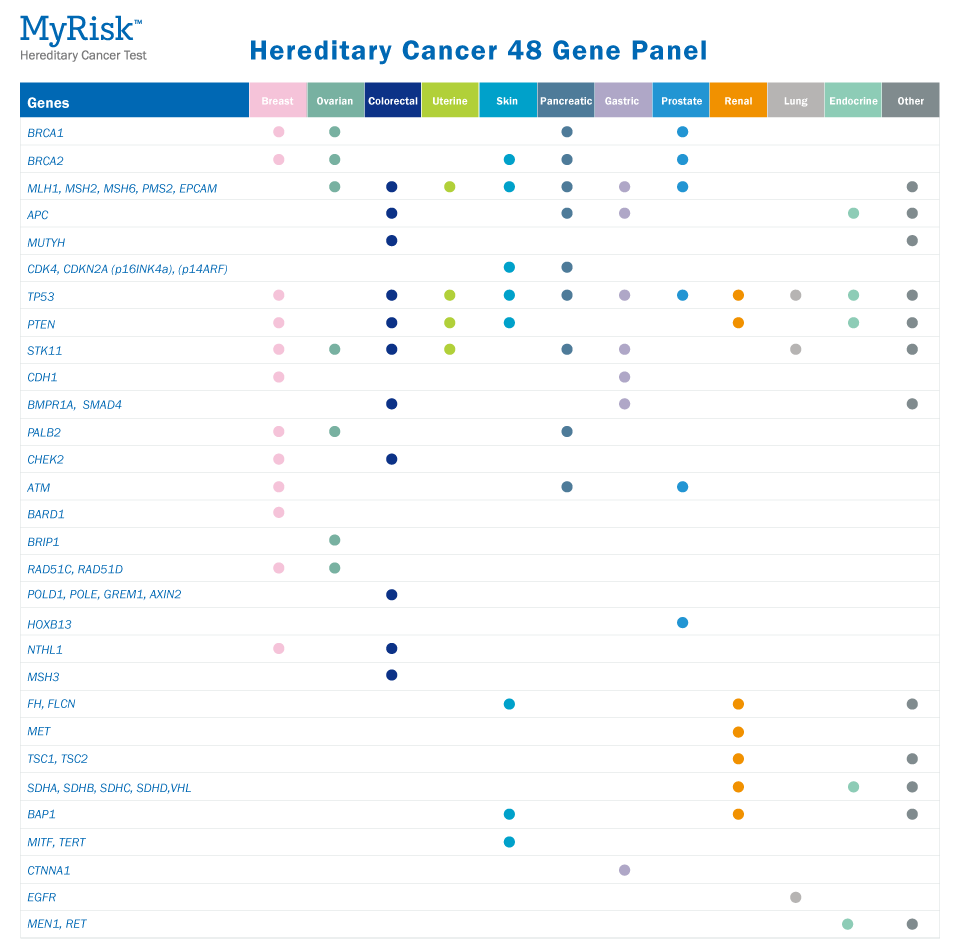 MyRisk™
Hereditary Cancer Test
Hereditary Cancer 48 Gene Panel
Genes Breast Ovarian Colorectal Uterine Skin Pancreatic Gastric Prostate Renal Lung Endocrine Other
BRCA1
BRCA2
MLH1, MSH2, MSH6, PMS2, EPCAM
APC
MUTYH
CDK4, CDKN2A (p16INK4a), (p14ARF)
TP53
PTEN
STK11
CDH1
BMPR1A, SMAD4
PALB2
CHEK2
ATM
BARD1
BRIP1
RAD51C, RAD51D
POLD1, POLE, GREM1, AXIN2
HOXB13
NTHL1
MSH3
FH, FLCN
MET
TSC1, TSC2
SDHA, SDHB, SDHC, SDHD,VHL
BAP1
MITF, TERT
CTNNA1
EGFR
MEN1, RET